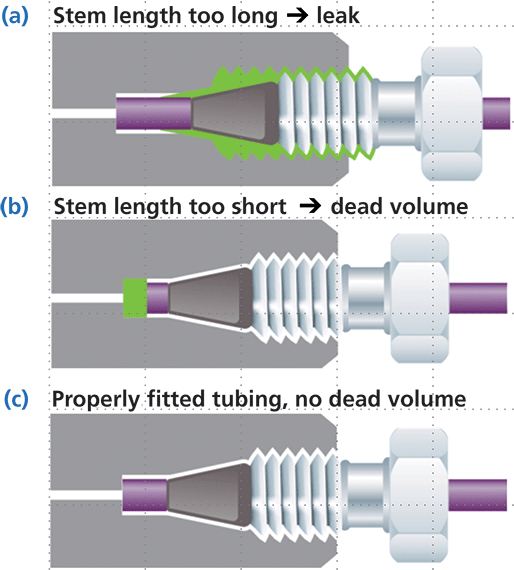 (a) Stem length too long ➔ leak
(b) Stem length too short ➔ dead volume
(c) Properly fitted tubing, no dead volume